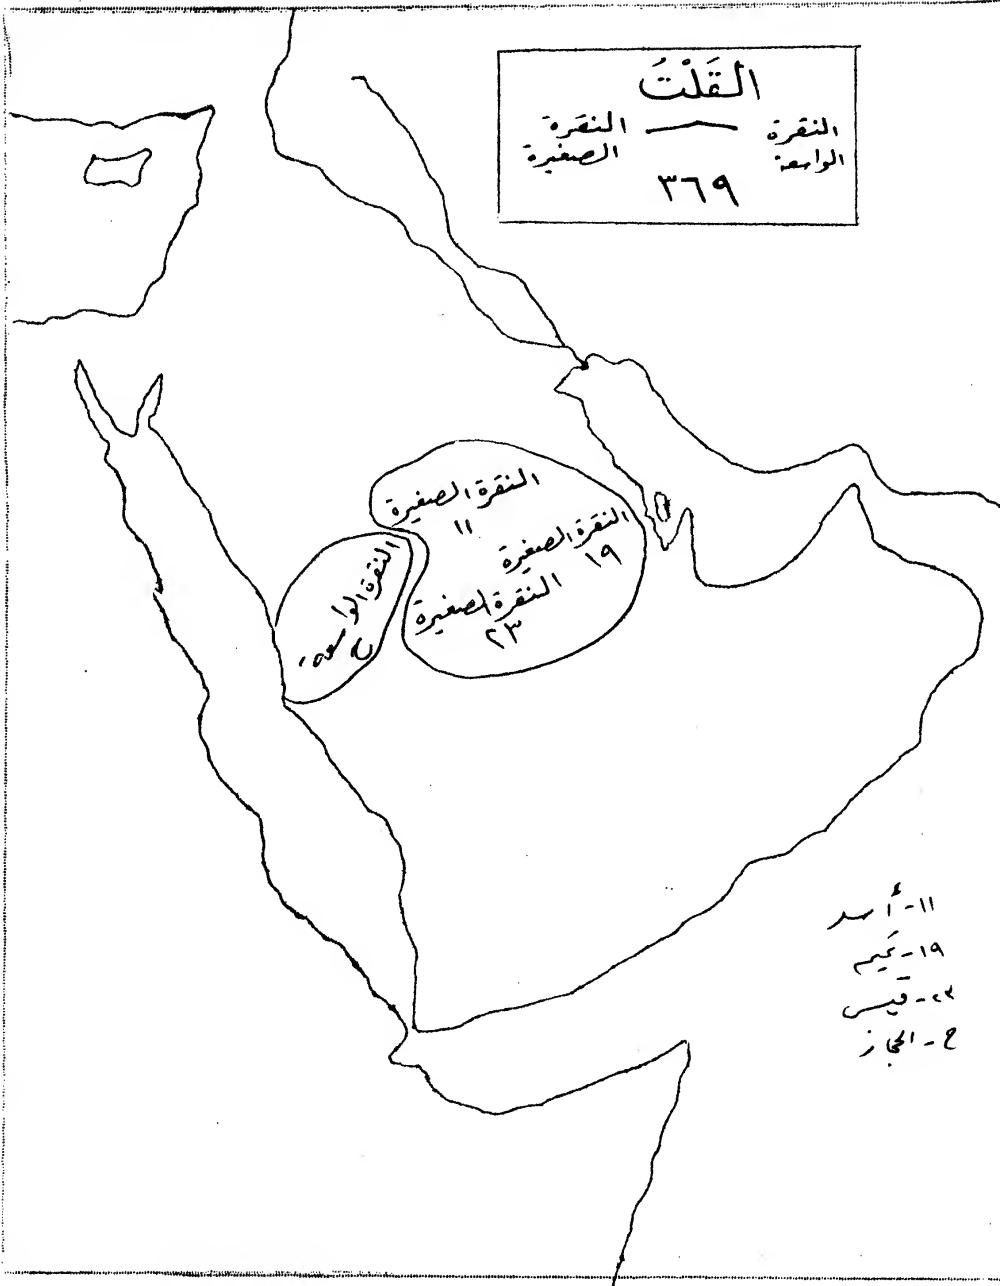 القَلْتُ
النقرة الواسعة
النقرة الصغيرة
٣٦٩
النقرة الصغيرة
١١
النقرة الصغيرة
١٩
النقرة الصغيرة
٢٣
النقرة الواسعة
ح
١١- أسد
١٩- تميم
٢٣- قيس
ح - الحجاز